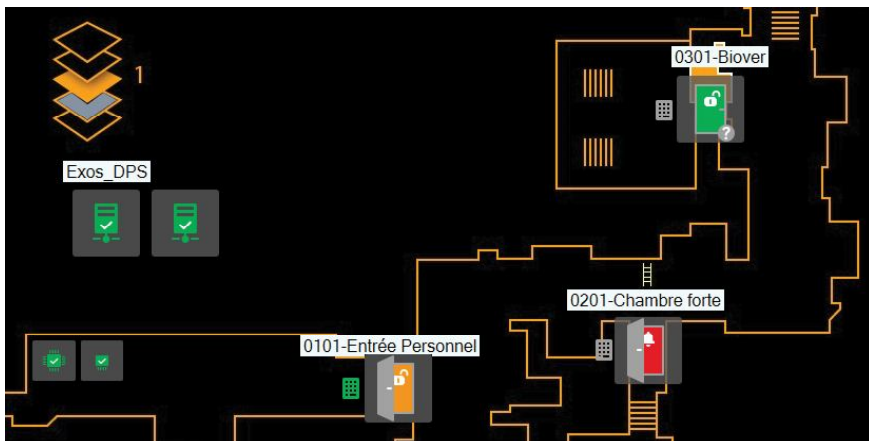 0301-Biover
1
Exos_DPS
?
0201-Chambre forte
0101-Entrée Personnel